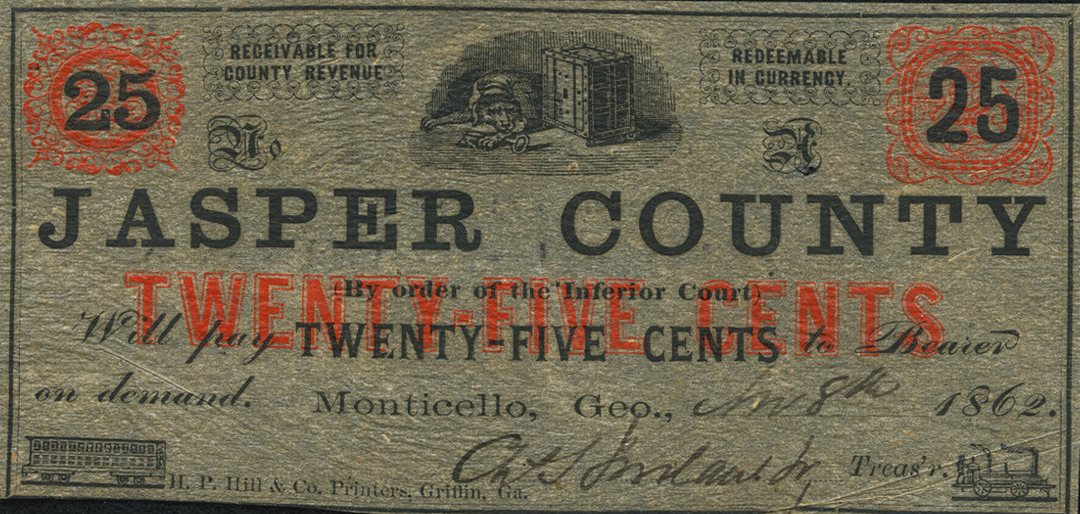 25
RECEIVABLE FOR
COUNTY REVENUE
REDEEMABLE
IN CURRENCY.
25
No
A
JASPER COUNTY
TWENTY-FIVE CENTS
(By order of the Inferior Court)
Will pay TWENTY-FIVE CENTS to Bearer
on demand. Monticello, Geo., 8th 1862.
Treas'r.
H. P. Hill & Co. Printers, Griffin, Ga.